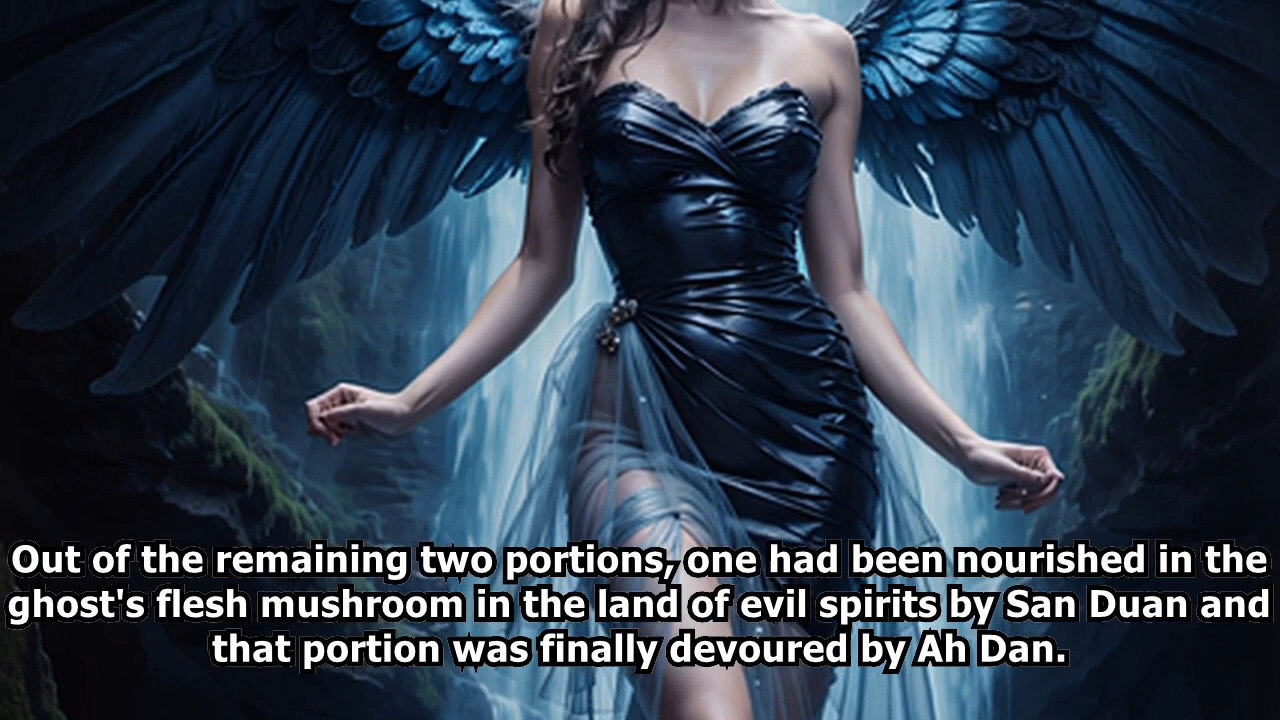 Out of the remaining two portions, one had been nourished in the
ghost's flesh mushroom in the land of evil spirits by San Duan and
that portion was finally devoured by Ah Dan.